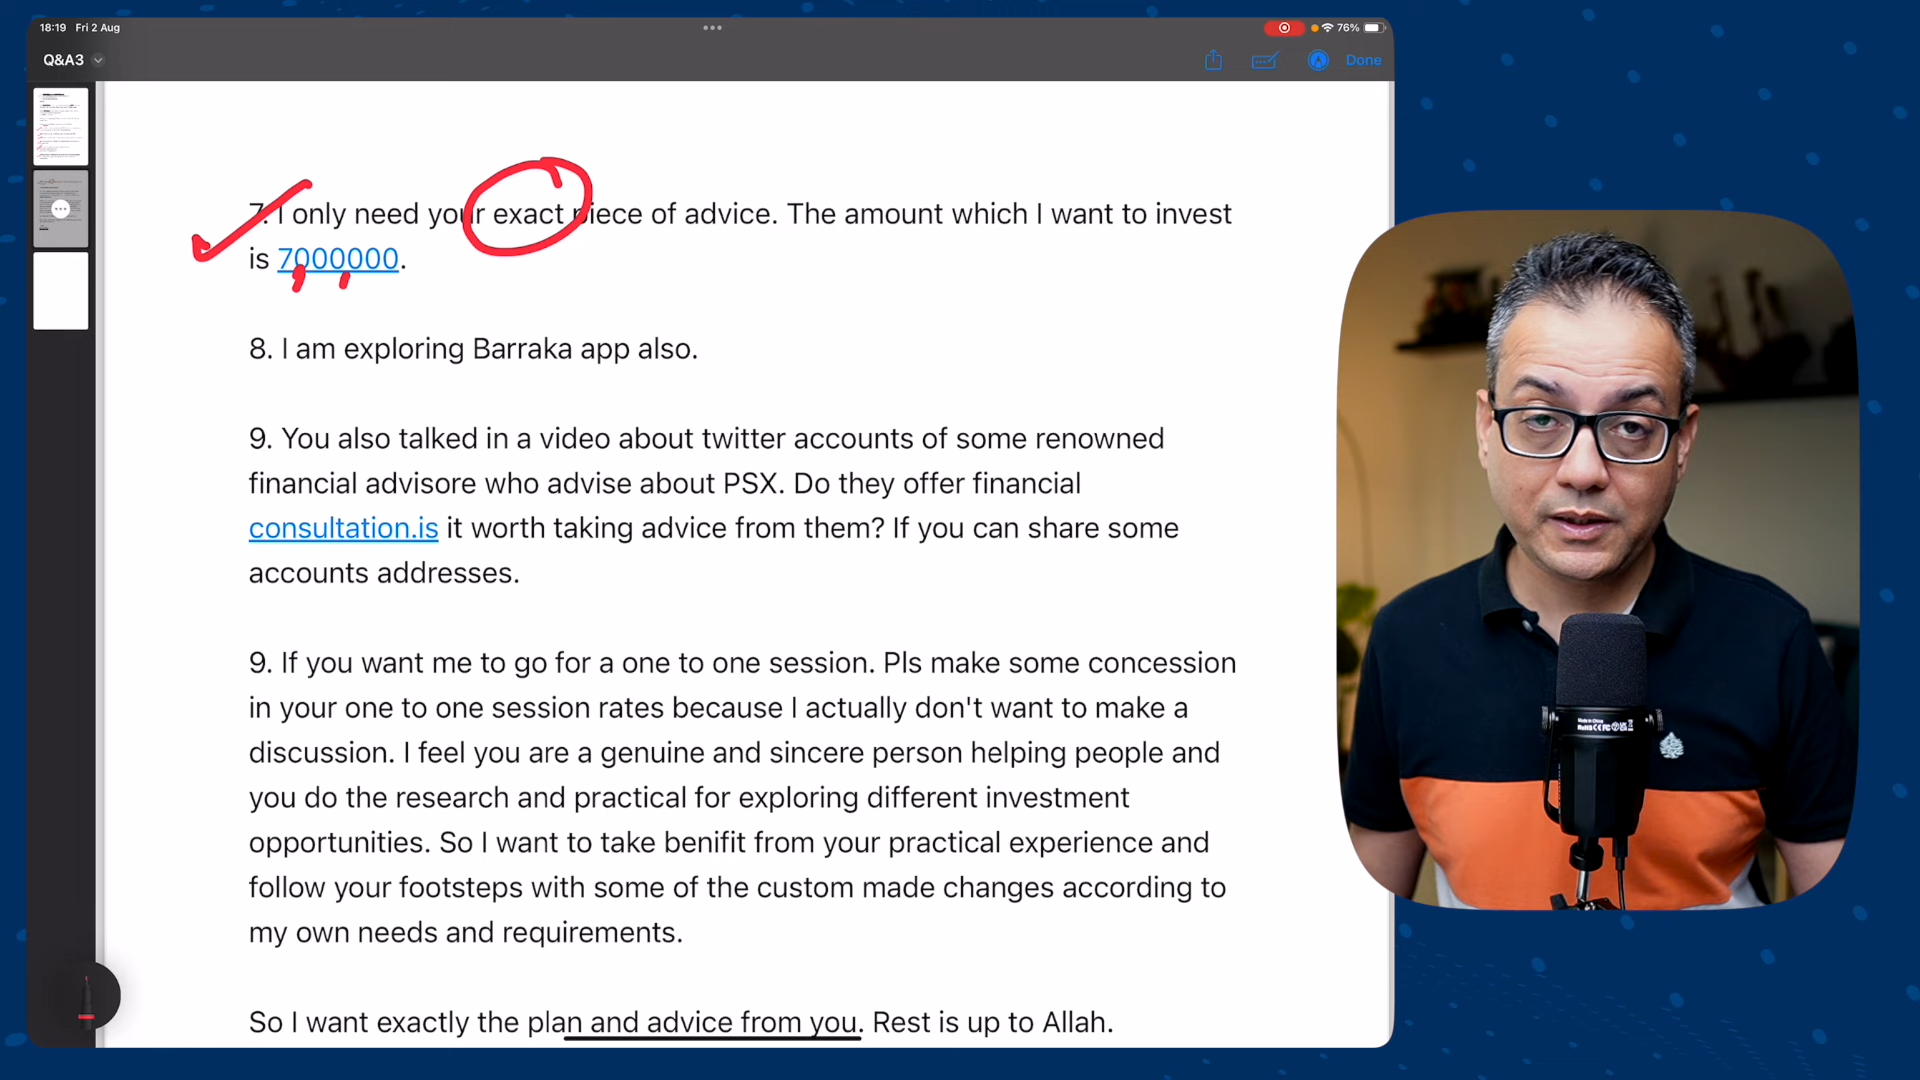 18:19 Fri 2 Aug
76%
Q&A3
Done
7. I only need your exact piece of advice. The amount which I want to invest
is 7000000.
8. I am exploring Barraka app also.
9. You also talked in a video about twitter accounts of some renowned
financial advisore who advise about PSX. Do they offer financial
consultation.is it worth taking advice from them? If you can share some
accounts addresses.
9. If you want me to go for a one to one session. Pls make some concession
in your one to one session rates because I actually don't want to make a
discussion. I feel you are a genuine and sincere person helping people and
you do the research and practical for exploring different investment
opportunities. So I want to take benifit from your practical experience and
follow your footsteps with some of the custom made changes according to
my own needs and requirements.
So I want exactly the plan and advice from you. Rest is up to Allah.